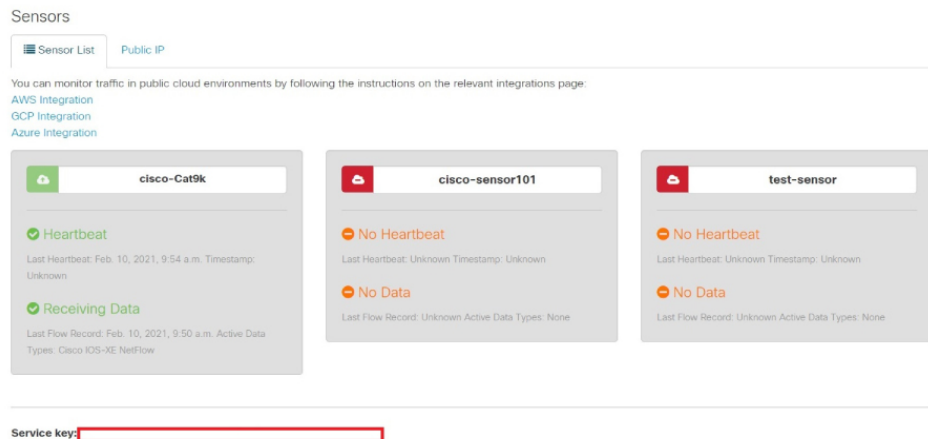 Sensors
Sensor List
Public IP
You can monitor traffic in public cloud environments by following the instructions on the relevant integrations page:
AWS Integration
GCP Integration
Azure Integration
cisco-Cat9k
Heartbeat
Last Heartbeat: Feb. 10, 2021, 9:54 a.m. Timestamp:
Unknown
Receiving Data
Last Flow Record: Feb. 10, 2021, 9:50 a.m. Active Data
Types: Cisco IOS-XE NetFlow
cisco-sensor101
No Heartbeat
Last Heartbeat: Unknown Timestamp: Unknown
No Data
Last Flow Record: Unknown Active Data Types: None
test-sensor
No Heartbeat
Last Heartbeat: Unknown Timestamp: Unknown
No Data
Last Flow Record: Unknown Active Data Types: None
Service key: